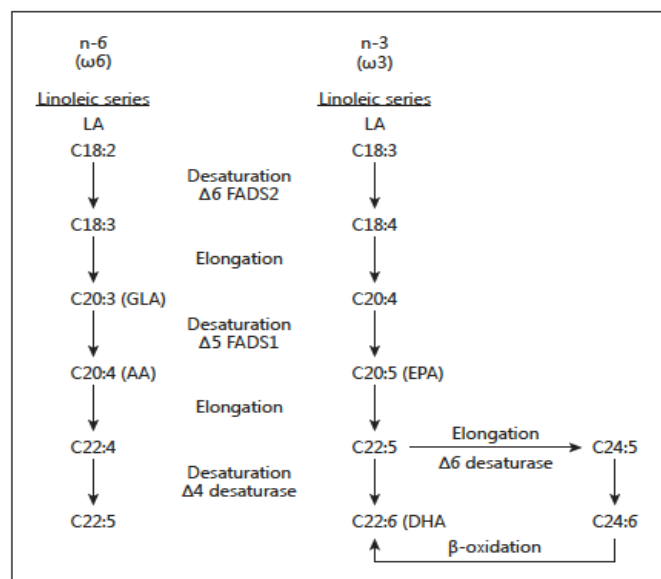 n-6
(ω6)
Linoleic series
LA
C18:2
C18:3
C20:3 (GLA)
C20:4 (AA)
C22:4
C22:5
Desaturation
Δ6 FADS2
Elongation
Desaturation
Δ5 FADS1
Elongation
Desaturation
Δ4 desaturase
n-3
(ω3)
Linoleic series
LA
C18:3
C18:4
C20:4
C20:5 (EPA)
C22:5
C22:6 (DHA
Elongation
Δ6 desaturase
C24:5
C24:6
β-oxidation